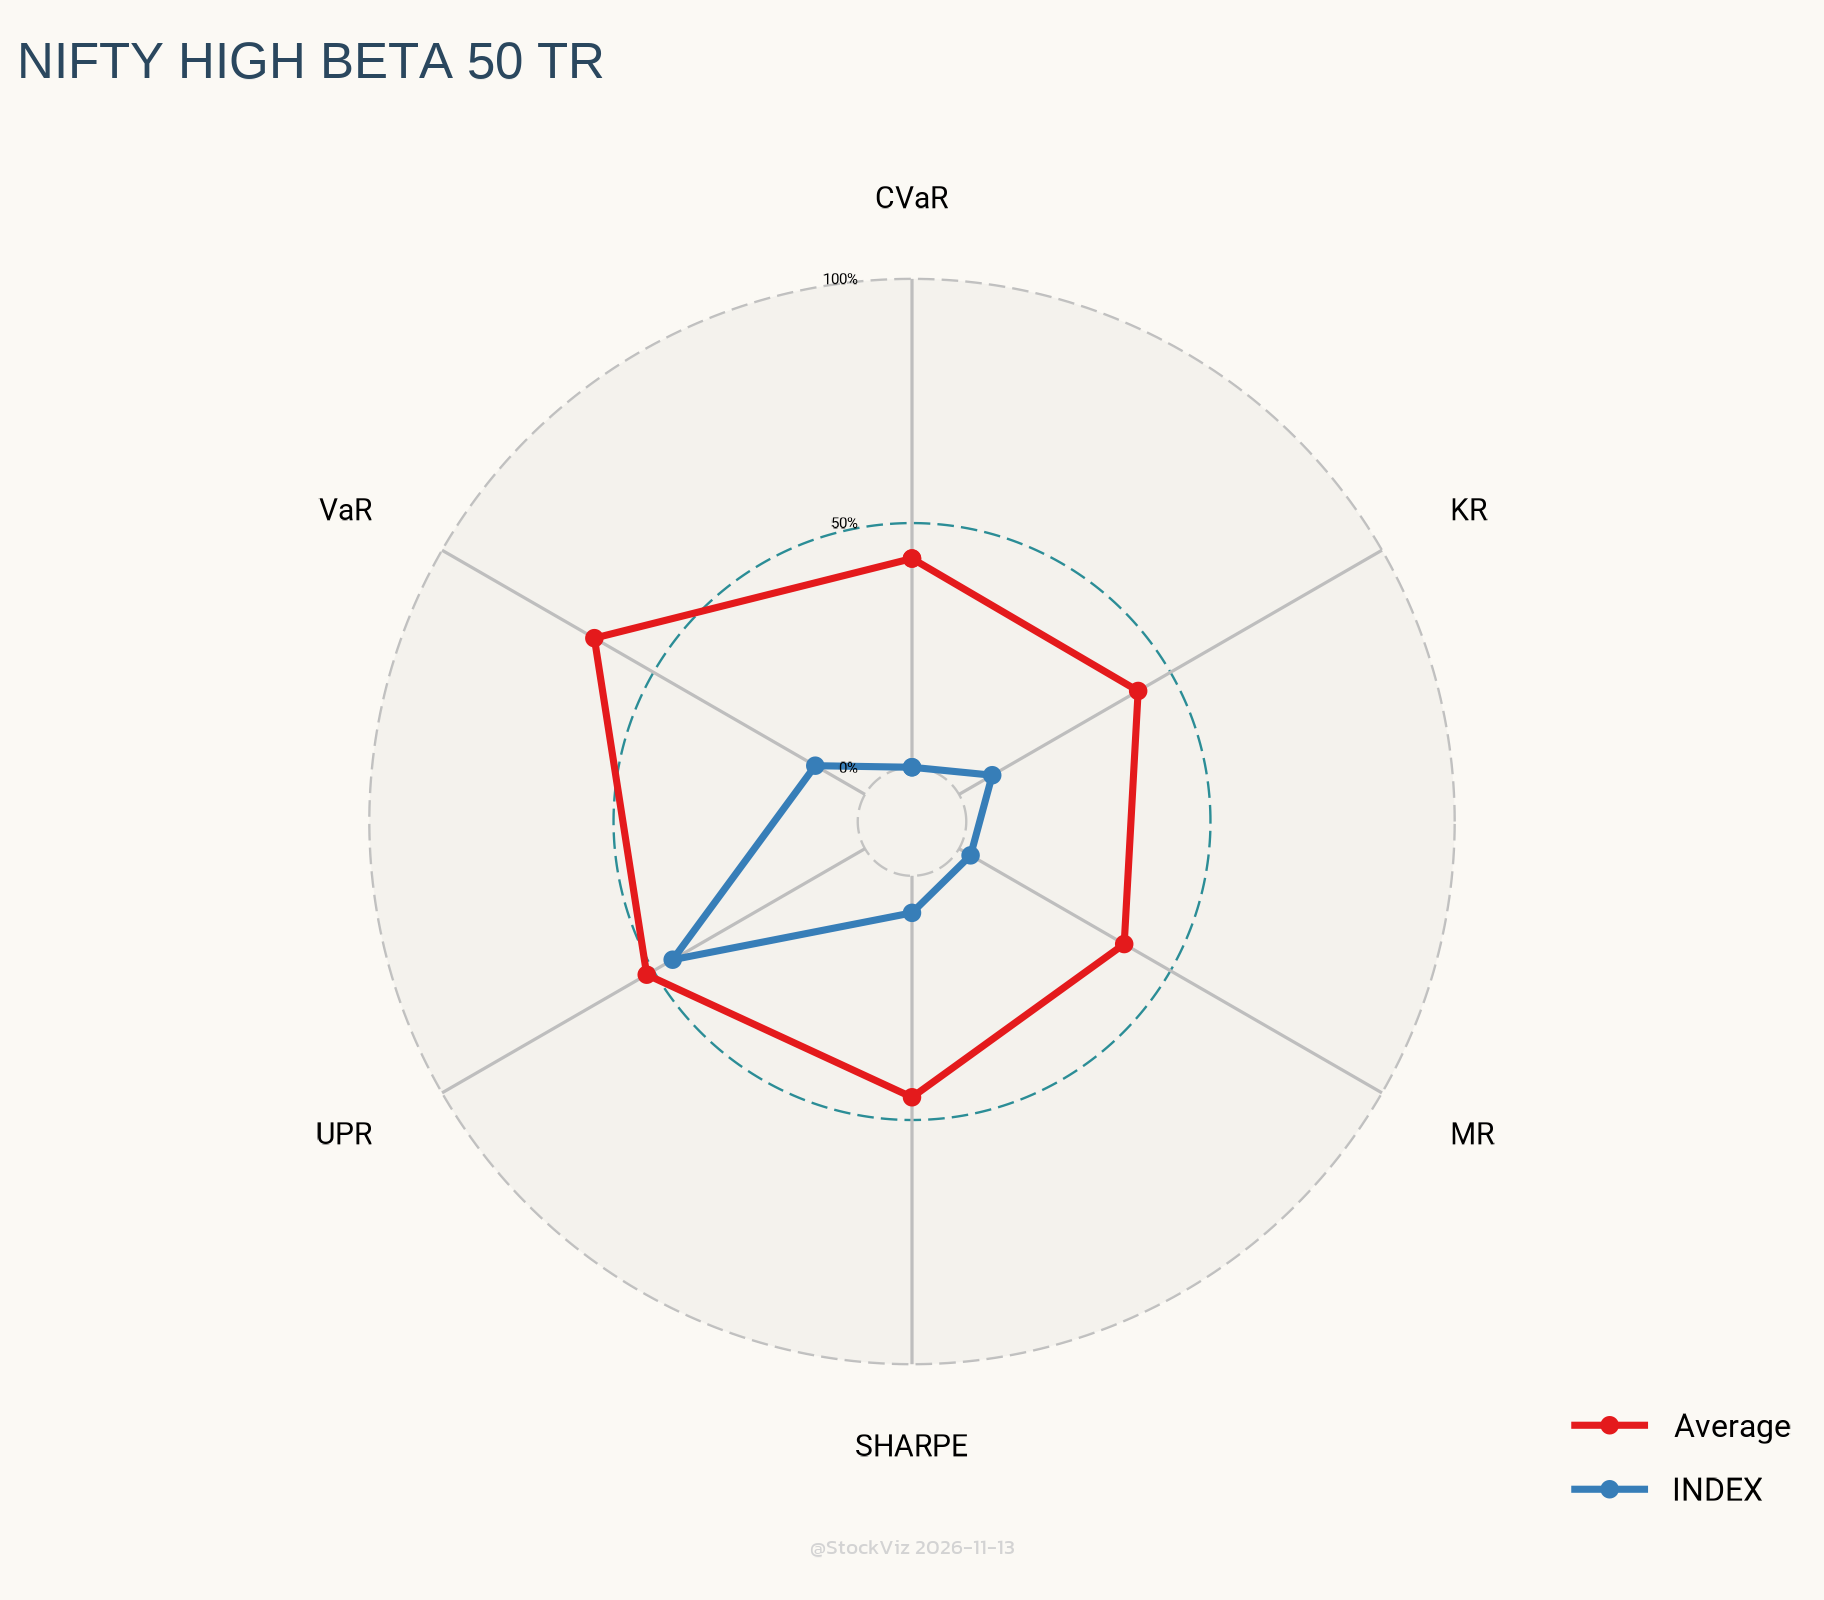 NIFTY HIGH BETA 50 TR
CVaR
100%
VaR
KR
50%
0%
UPR
MR
SHARPE
Average
INDEX
@StockViz 2026-11-13